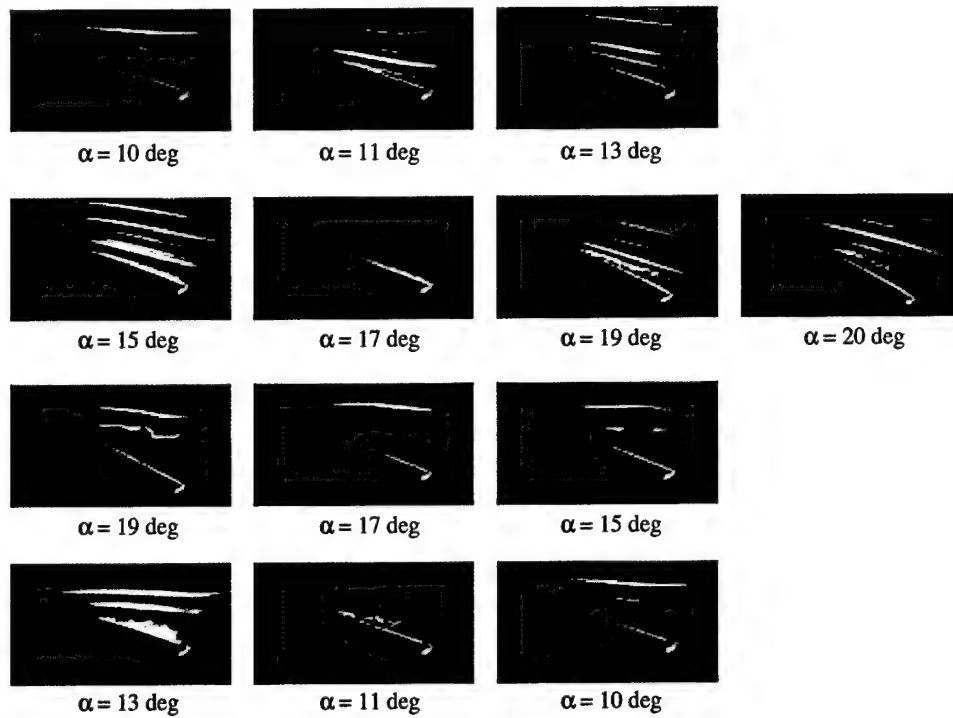 α = 10 deg
α = 11 deg
α = 13 deg
α = 15 deg
α = 17 deg
α = 19 deg
α = 20 deg
α = 19 deg
α = 17 deg
α = 15 deg
α = 13 deg
α = 11 deg
α = 10 deg